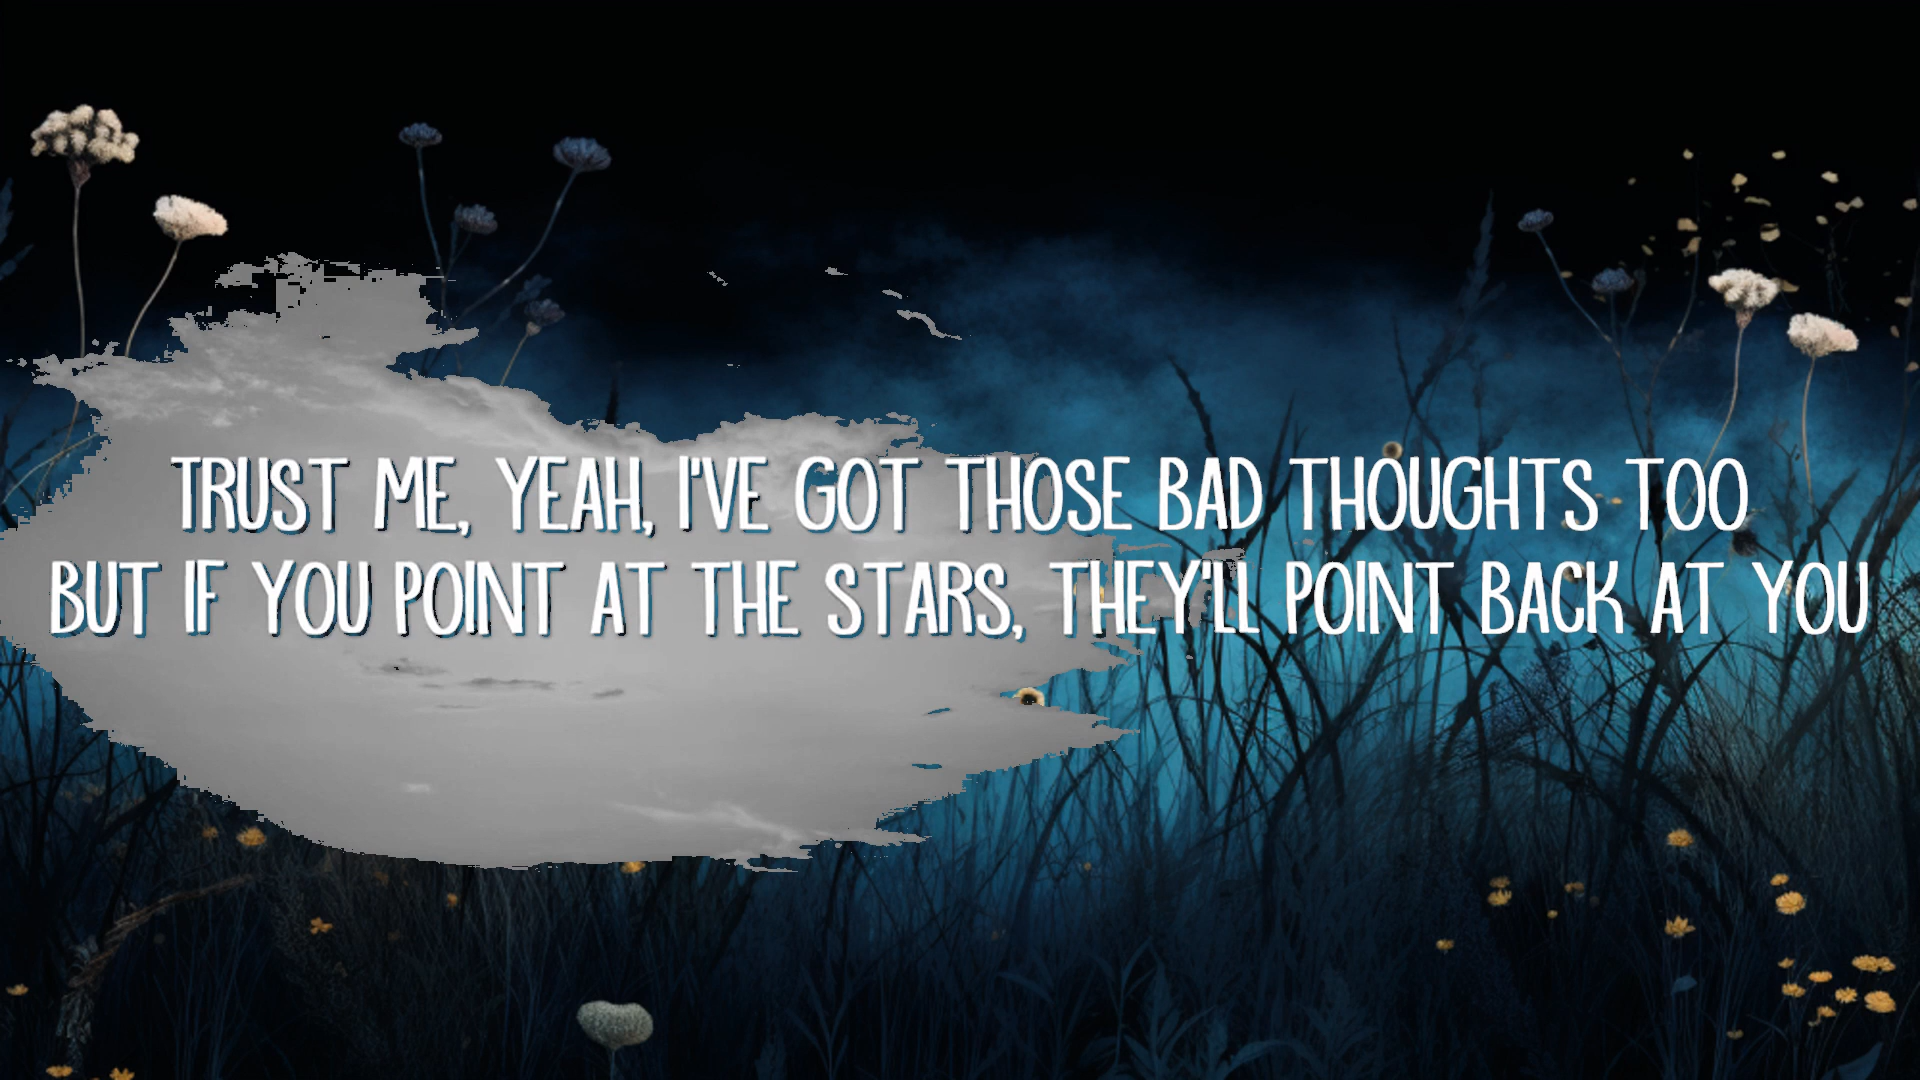 TRUST ME, YEAH, I'VE GOT THOSE BAD THOUGHTS TOO
BUT IF YOU POINT AT THE STARS, THEY'LL POINT BACK AT YOU